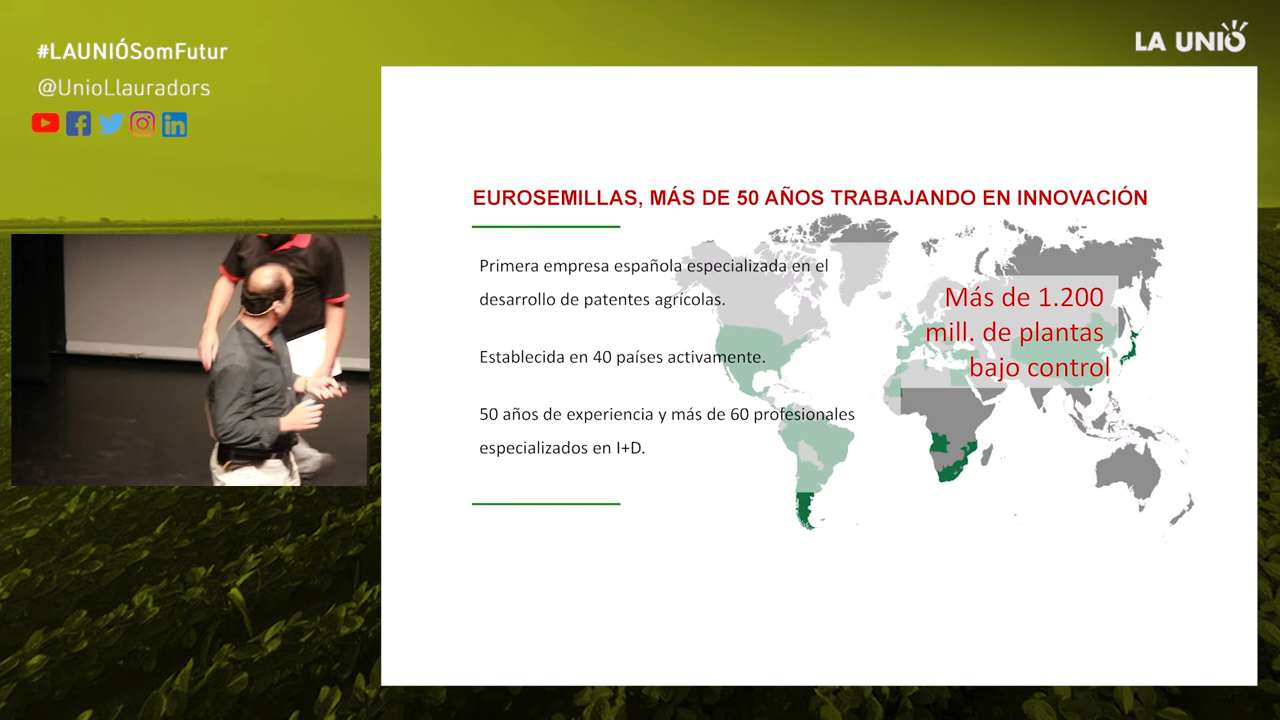 #LAUNIÓSomFutur
@UnioLlauradors
LA UNIÓ
EUROSEMILLAS, MÁS DE 50 AÑOS TRABAJANDO EN INNOVACIÓN
Primera empresa española especializada en el
desarrollo de patentes agrícolas.
Establecida en 40 países activamente.
50 años de experiencia y más de 60 profesionales
especializados en I+D.
Más de 1.200
mill. de plantas
bajo control